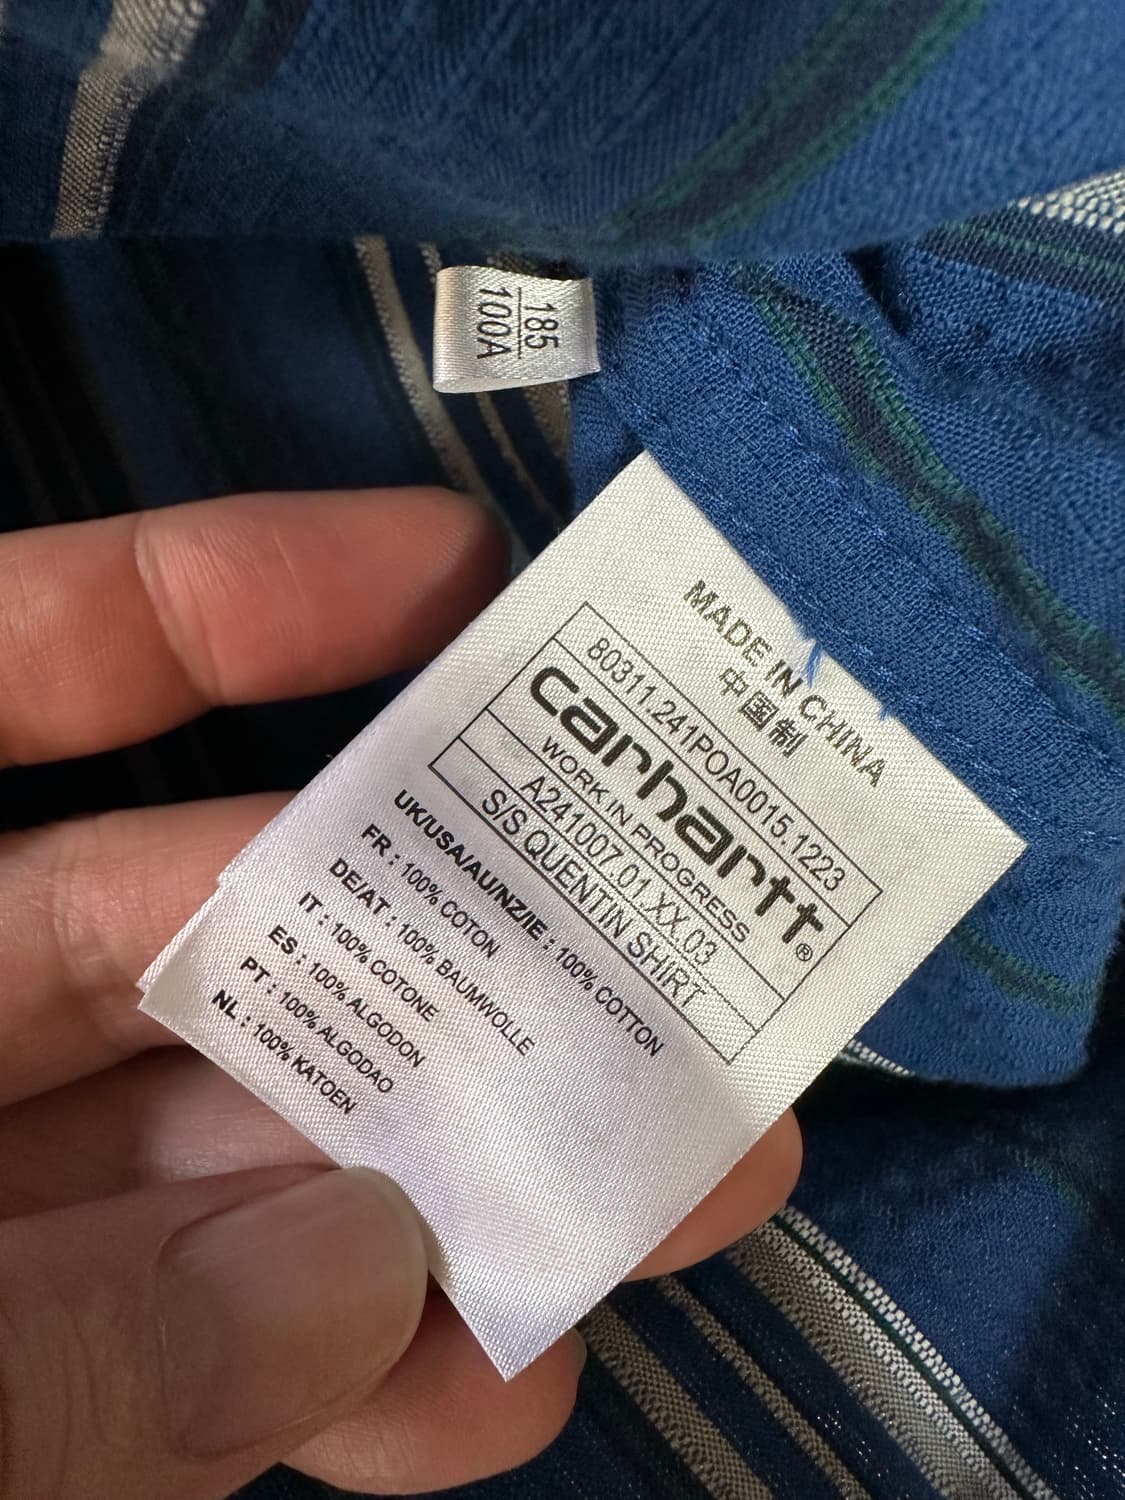 185
100A
MADE IN CHINA
中国制
80311.241POA0015.1223
carhartt®
WORK IN PROGRESS
A241007.01.XX.03
S/S QUENTIN SHIRT
UK/USA/AU/NZ/IE : 100% COTTON
FR : 100% COTON
DE/AT : 100% BAUMWOLLE
IT : 100% COTONE
ES : 100% ALGODON
PT : 100% ALGODAO
NL : 100% KATOEN